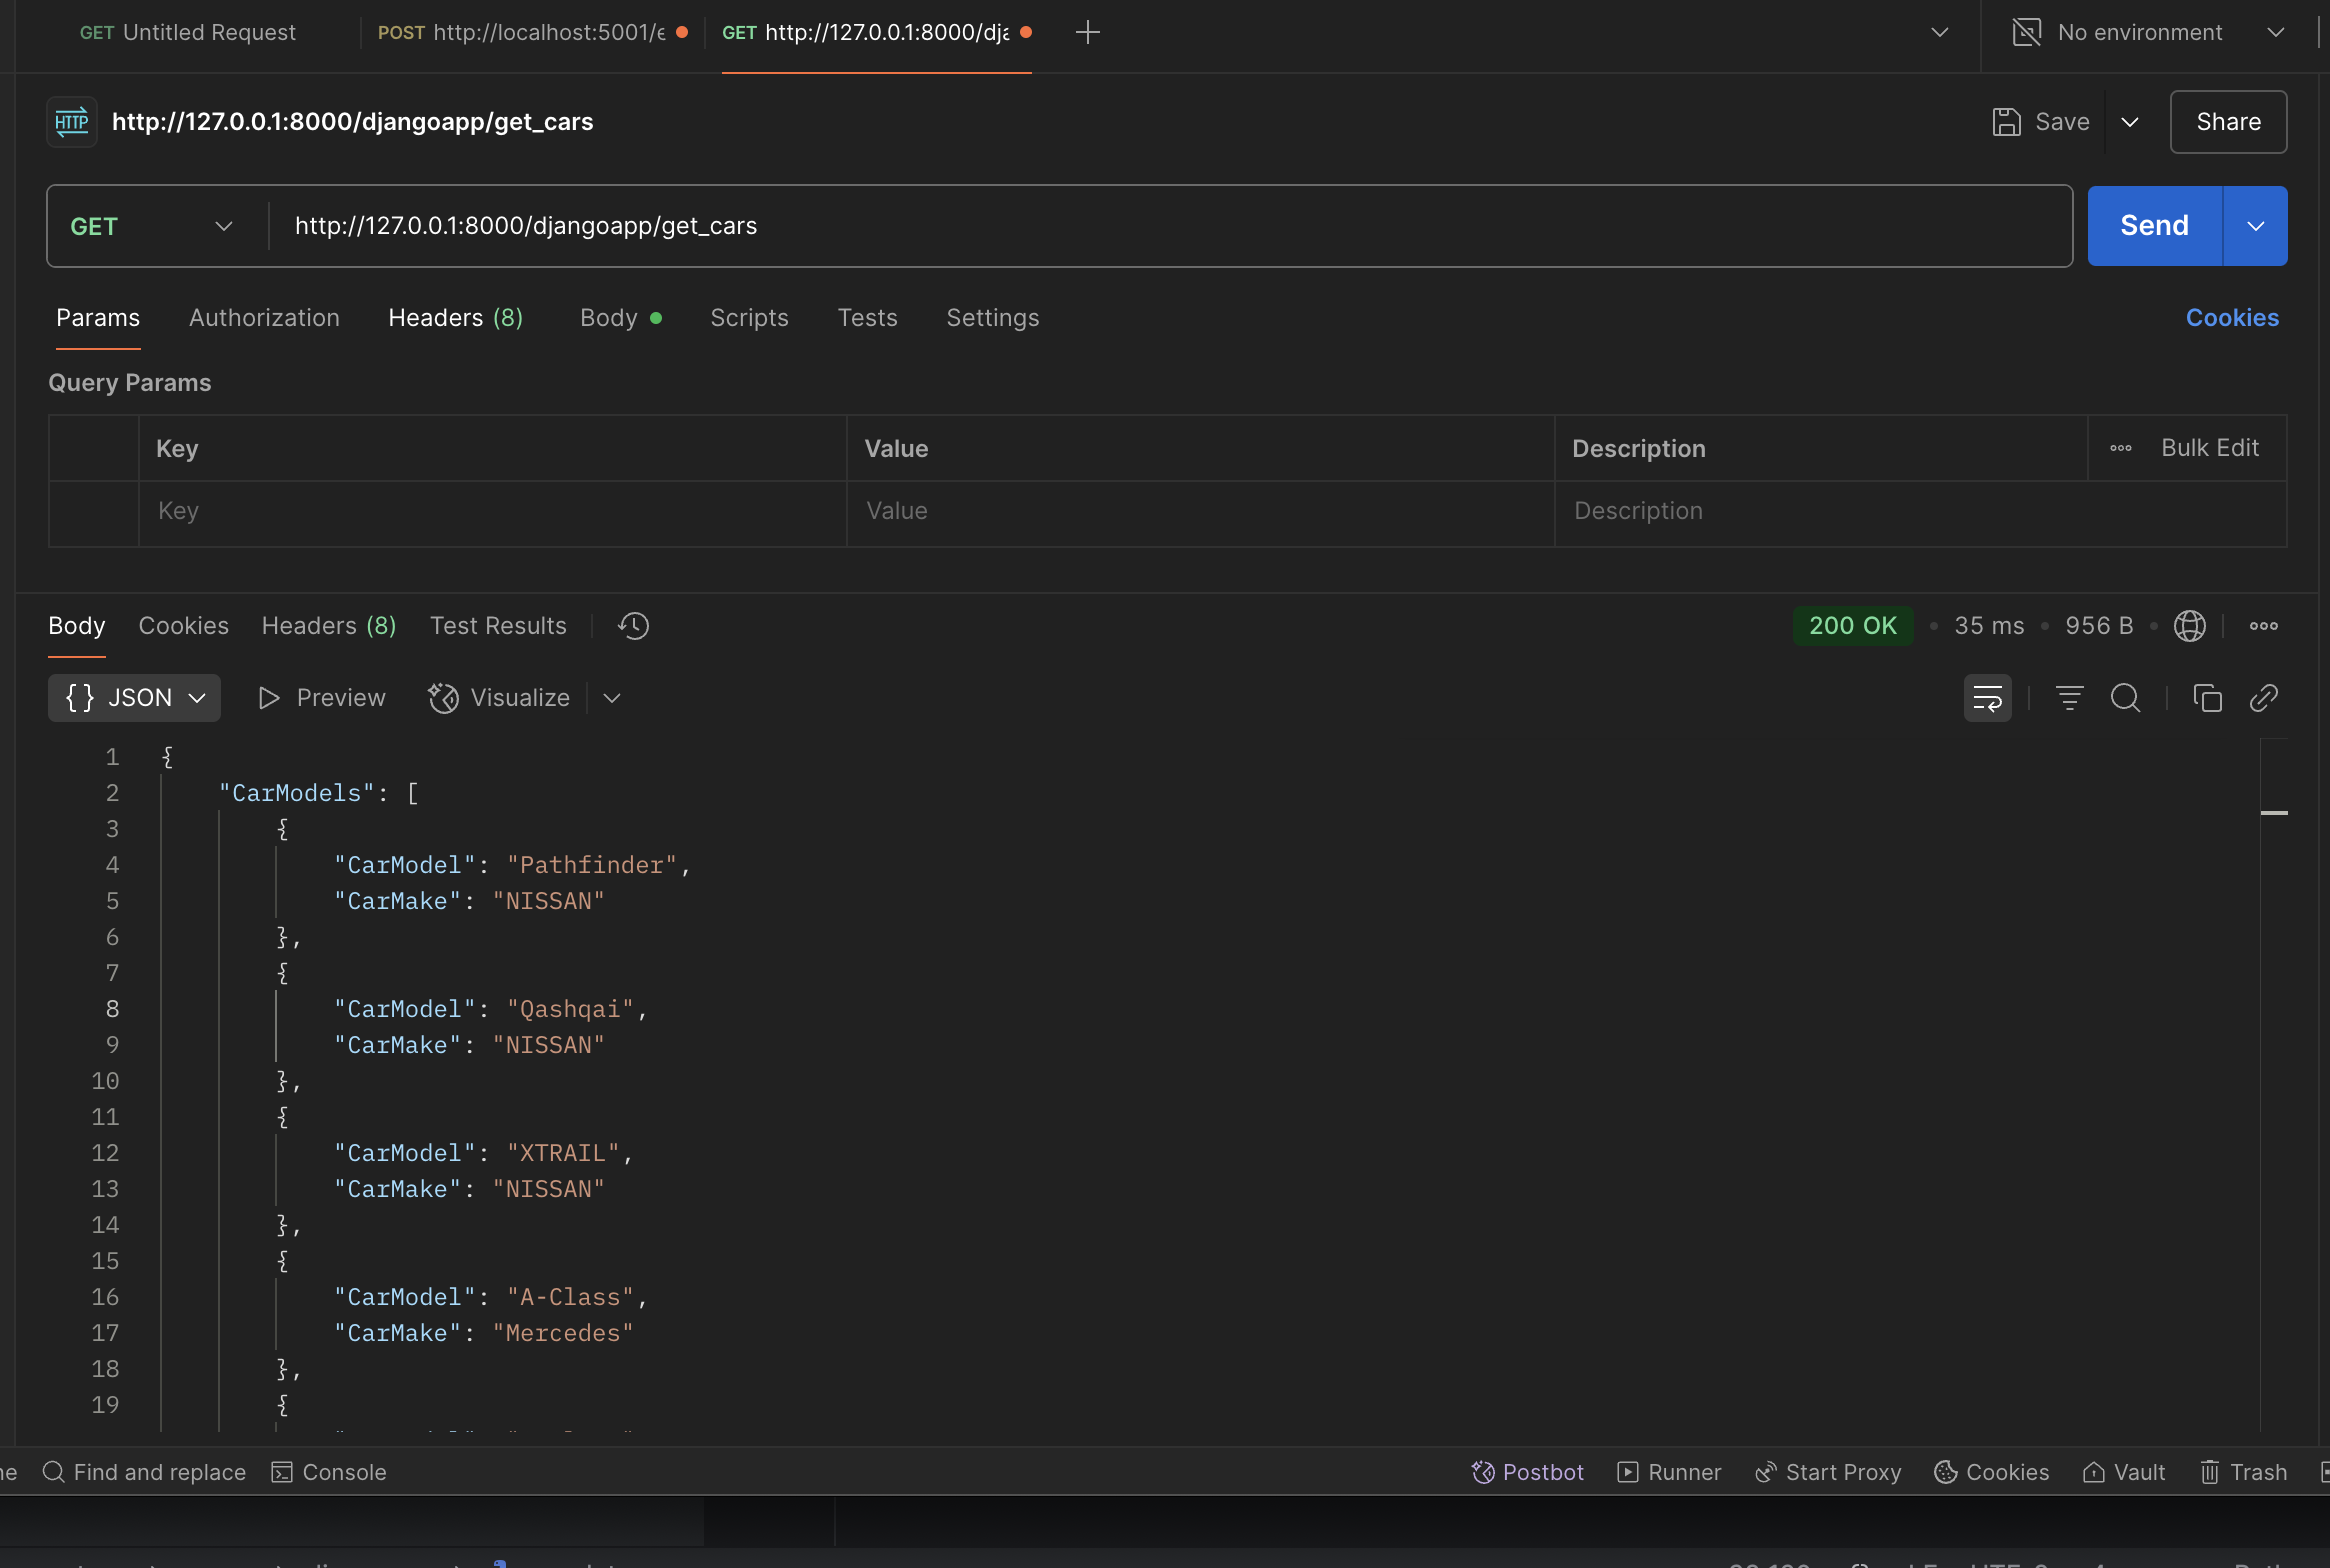 GET Untitled Request POST http://localhost:5001/e GET http://127.0.0.1:8000/dja No environment
HTTP http://127.0.0.1:8000/djangoapp/get_cars Save Share
GET http://127.0.0.1:8000/djangoapp/get_cars Send
Params Authorization Headers (8) Body Scripts Tests Settings Cookies
Query Params
Key Value Description Bulk Edit
Key Value Description
Body Cookies Headers (8) Test Results 200 OK 35 ms 956 B
{} JSON Preview Visualize
1 {
2 "CarModels": [
3 {
4 "CarModel": "Pathfinder",
5 "CarMake": "NISSAN"
6 },
7 {
8 "CarModel": "Qashqai",
9 "CarMake": "NISSAN"
10 },
11 {
12 "CarModel": "XTRAIL",
13 "CarMake": "NISSAN"
14 },
15 {
16 "CarModel": "A-Class",
17 "CarMake": "Mercedes"
18 },
19 {
Find and replace Console Postbot Runner Start Proxy Cookies Vault Trash